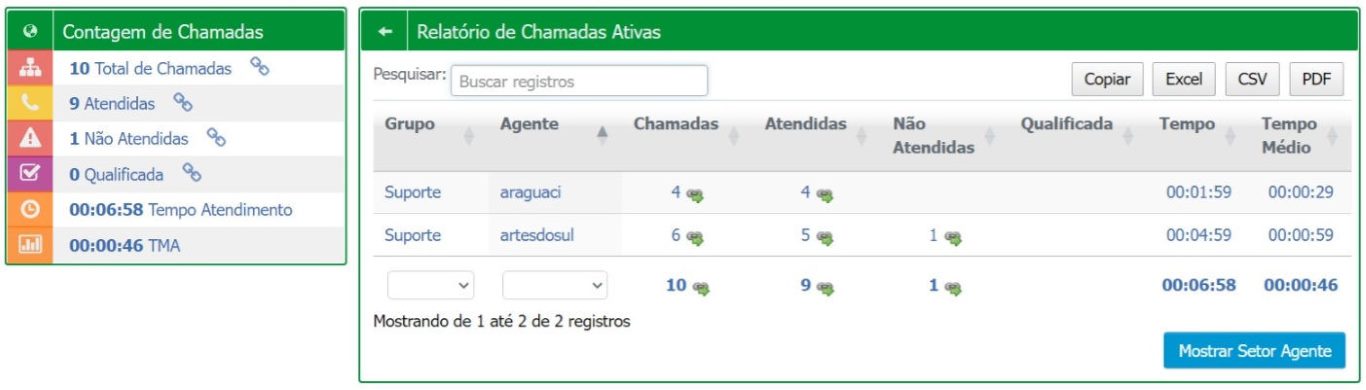 Contagem de Chamadas
10 Total de Chamadas
9 Atendidas
1 Não Atendidas
0 Qualificada
00:06:58 Tempo Atendimento
00:00:46 TMA
Relatório de Chamadas Ativas
Pesquisar: Buscar registros Copiar Excel CSV PDF
Grupo Agente Chamadas Atendidas Não Atendidas Qualificada Tempo Tempo Médio
Suporte araguaci 4 4 00:01:59 00:00:29
Suporte artesdosul 6 5 1 00:04:59 00:00:59
10 9 1 00:06:58 00:00:46
Mostrando de 1 até 2 de 2 registros
Mostrar Setor Agente